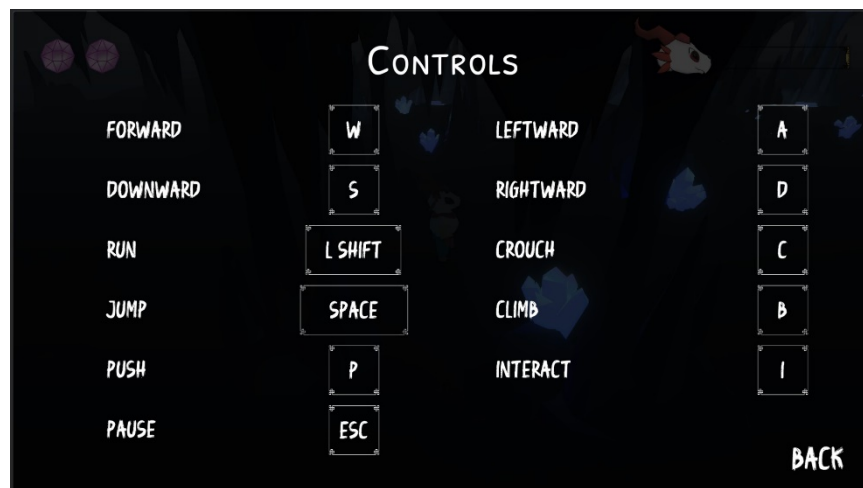 CONTROLS
FORWARD W LEFTWARD A
DOWNWARD S RIGHTWARD D
RUN L SHIFT CROUCH C
JUMP SPACE CLIMB B
PUSH P INTERACT I
PAUSE ESC
BACK